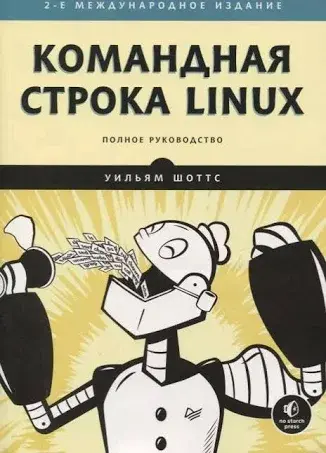 2-Е МЕЖДУНАРОДНОЕ ИЗДАНИЕ
КОМАНДНАЯ
СТРОКА LINUX
ПОЛНОЕ РУКОВОДСТВО
УИЛЬЯМ ШОТТС
no starch
press